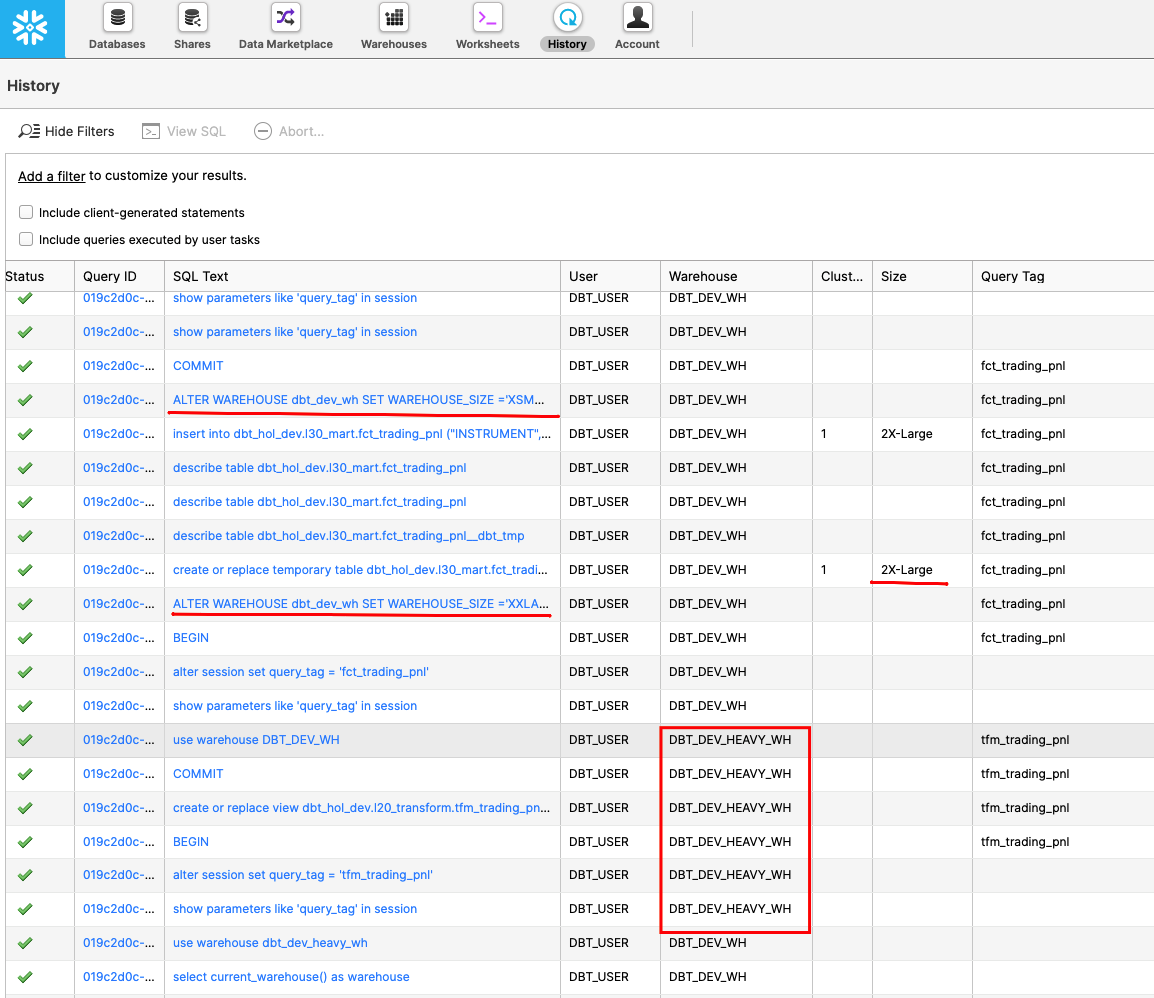 Databases Shares Data Marketplace Warehouses Worksheets History Account
History
Hide Filters View SQL Abort...
Add a filter to customize your results.
Include client-generated statements
Include queries executed by user tasks
Status Query ID SQL Text User Warehouse Clust... Size Query Tag
019c2d0c-... show parameters like 'query_tag' in session DBT_USER DBT_DEV_WH
019c2d0c-... show parameters like 'query_tag' in session DBT_USER DBT_DEV_WH
019c2d0c-... COMMIT DBT_USER DBT_DEV_WH fct_trading_pnl
019c2d0c-... ALTER WAREHOUSE dbt_dev_wh SET WAREHOUSE_SIZE ='XSM... DBT_USER DBT_DEV_WH fct_trading_pnl
019c2d0c-... insert into dbt_hol_dev.l30_mart.fct_trading_pnl ("INSTRUMENT",... DBT_USER DBT_DEV_WH 1 2X-Large fct_trading_pnl
019c2d0c-... describe table dbt_hol_dev.l30_mart.fct_trading_pnl DBT_USER DBT_DEV_WH fct_trading_pnl
019c2d0c-... describe table dbt_hol_dev.l30_mart.fct_trading_pnl DBT_USER DBT_DEV_WH fct_trading_pnl
019c2d0c-... describe table dbt_hol_dev.l30_mart.fct_trading_pnl__dbt_tmp DBT_USER DBT_DEV_WH fct_trading_pnl
019c2d0c-... create or replace temporary table dbt_hol_dev.l30_mart.fct_tradi... DBT_USER DBT_DEV_WH 1 2X-Large fct_trading_pnl
019c2d0c-... ALTER WAREHOUSE dbt_dev_wh SET WAREHOUSE_SIZE ='XXLA... DBT_USER DBT_DEV_WH fct_trading_pnl
019c2d0c-... BEGIN DBT_USER DBT_DEV_WH fct_trading_pnl
019c2d0c-... alter session set query_tag = 'fct_trading_pnl' DBT_USER DBT_DEV_WH
019c2d0c-... show parameters like 'query_tag' in session DBT_USER DBT_DEV_WH
019c2d0c-... use warehouse DBT_DEV_WH DBT_USER DBT_DEV_HEAVY_WH tfm_trading_pnl
019c2d0c-... COMMIT DBT_USER DBT_DEV_HEAVY_WH tfm_trading_pnl
019c2d0c-... create or replace view dbt_hol_dev.l20_transform.tfm_trading_pn... DBT_USER DBT_DEV_HEAVY_WH tfm_trading_pnl
019c2d0c-... BEGIN DBT_USER DBT_DEV_HEAVY_WH tfm_trading_pnl
019c2d0c-... alter session set query_tag = 'tfm_trading_pnl' DBT_USER DBT_DEV_HEAVY_WH
019c2d0c-... show parameters like 'query_tag' in session DBT_USER DBT_DEV_HEAVY_WH
019c2d0c-... use warehouse dbt_dev_heavy_wh DBT_USER DBT_DEV_WH
019c2d0c-... select current_warehouse() as warehouse DBT_USER DBT_DEV_WH